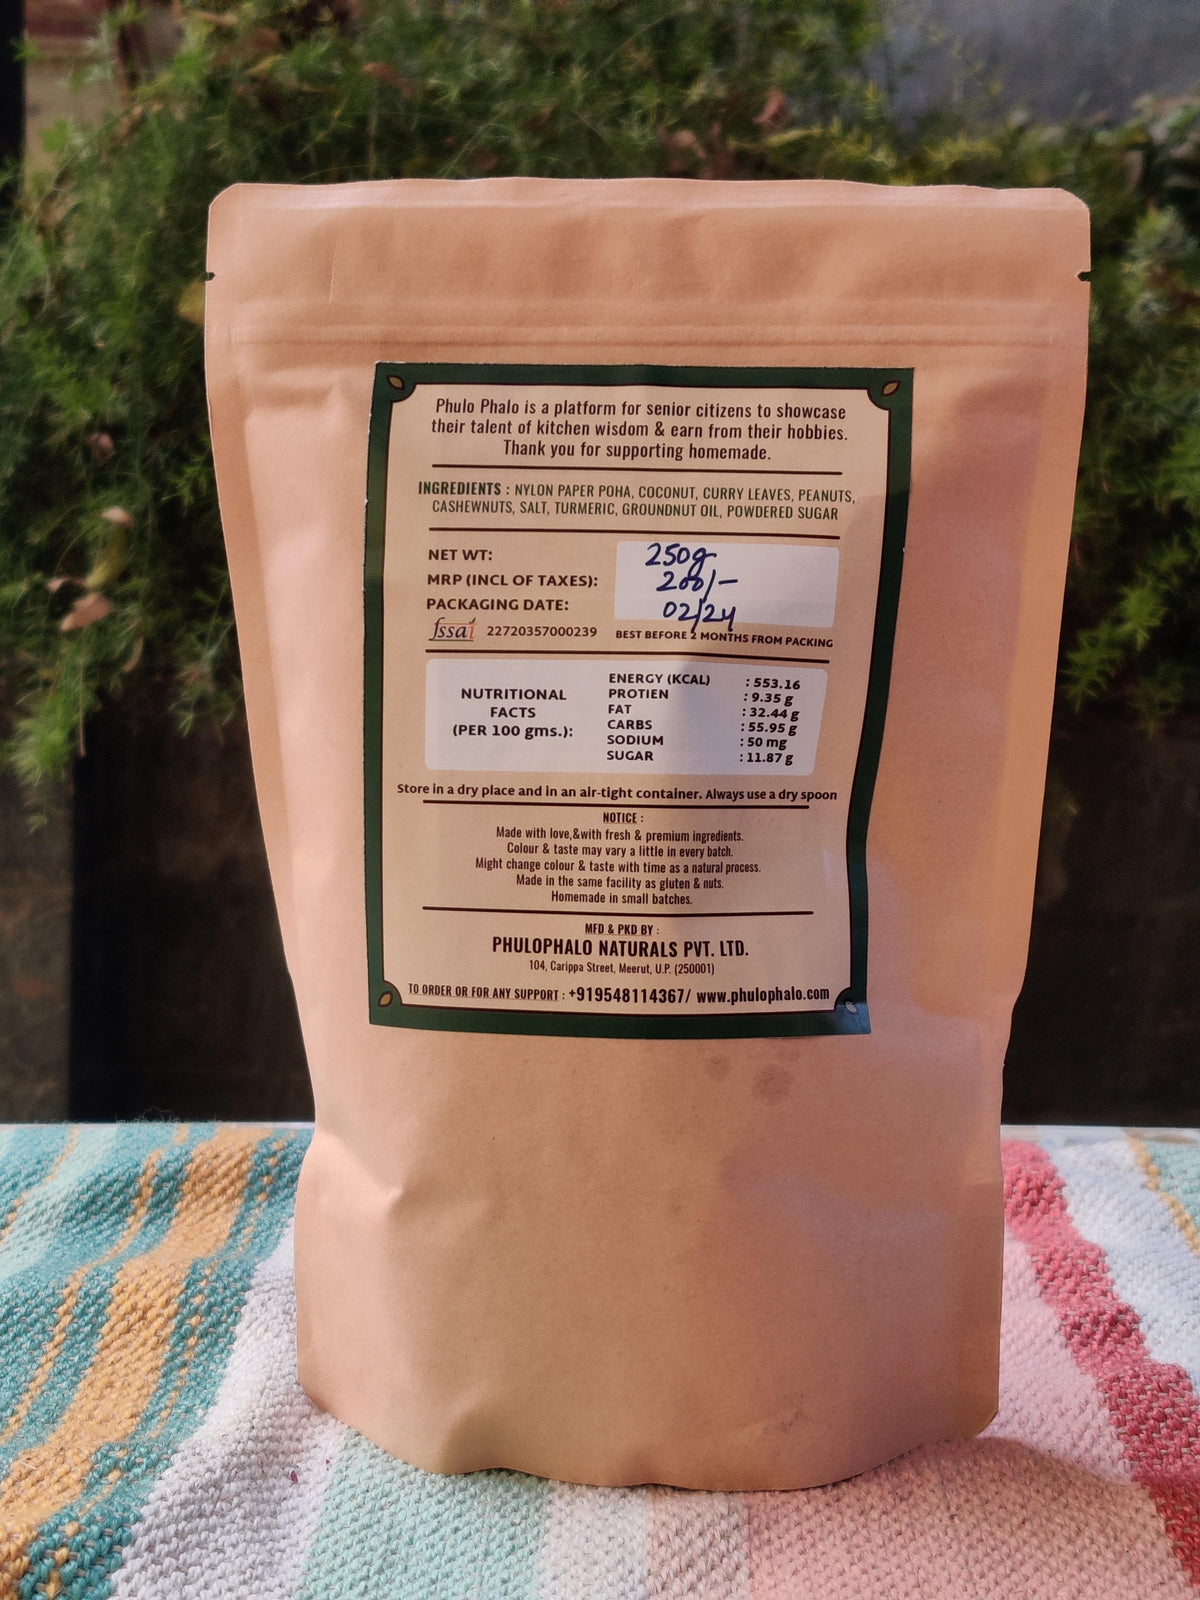 Phulo Phalo is a platform for senior citizens to showcase
their talent of kitchen wisdom & earn from their hobbies.
Thank you for supporting homemade.
INGREDIENTS : NYLON PAPER POHA, COCONUT, CURRY LEAVES, PEANUTS,
CASHEWNUTS, SALT, TURMERIC, GROUNDNUT OIL, POWDERED SUGAR
NET WT: 250g
MRP (INCL OF TAXES): 200/-
PACKAGING DATE: 02/24
fssai 22720357000239 BEST BEFORE 2 MONTHS FROM PACKING
NUTRITIONAL
FACTS
(PER 100 gms.):
ENERGY (KCAL) : 553.16
PROTIEN : 9.35 g
FAT : 32.44 g
CARBS : 55.95 g
SODIUM : 50 mg
SUGAR : 11.87 g
Store in a dry place and in an air-tight container. Always use a dry spoon
NOTICE :
Made with love,&with fresh & premium ingredients.
Colour & taste may vary a little in every batch.
Might change colour & taste with time as a natural process.
Made in the same facility as gluten & nuts.
Homemade in small batches.
MFD & PKD BY :
PHULOPHALO NATURALS PVT. LTD.
104, Carippa Street, Meerut, U.P. (250001)
TO ORDER OR FOR ANY SUPPORT : +919548114367/ www.phulophalo.com